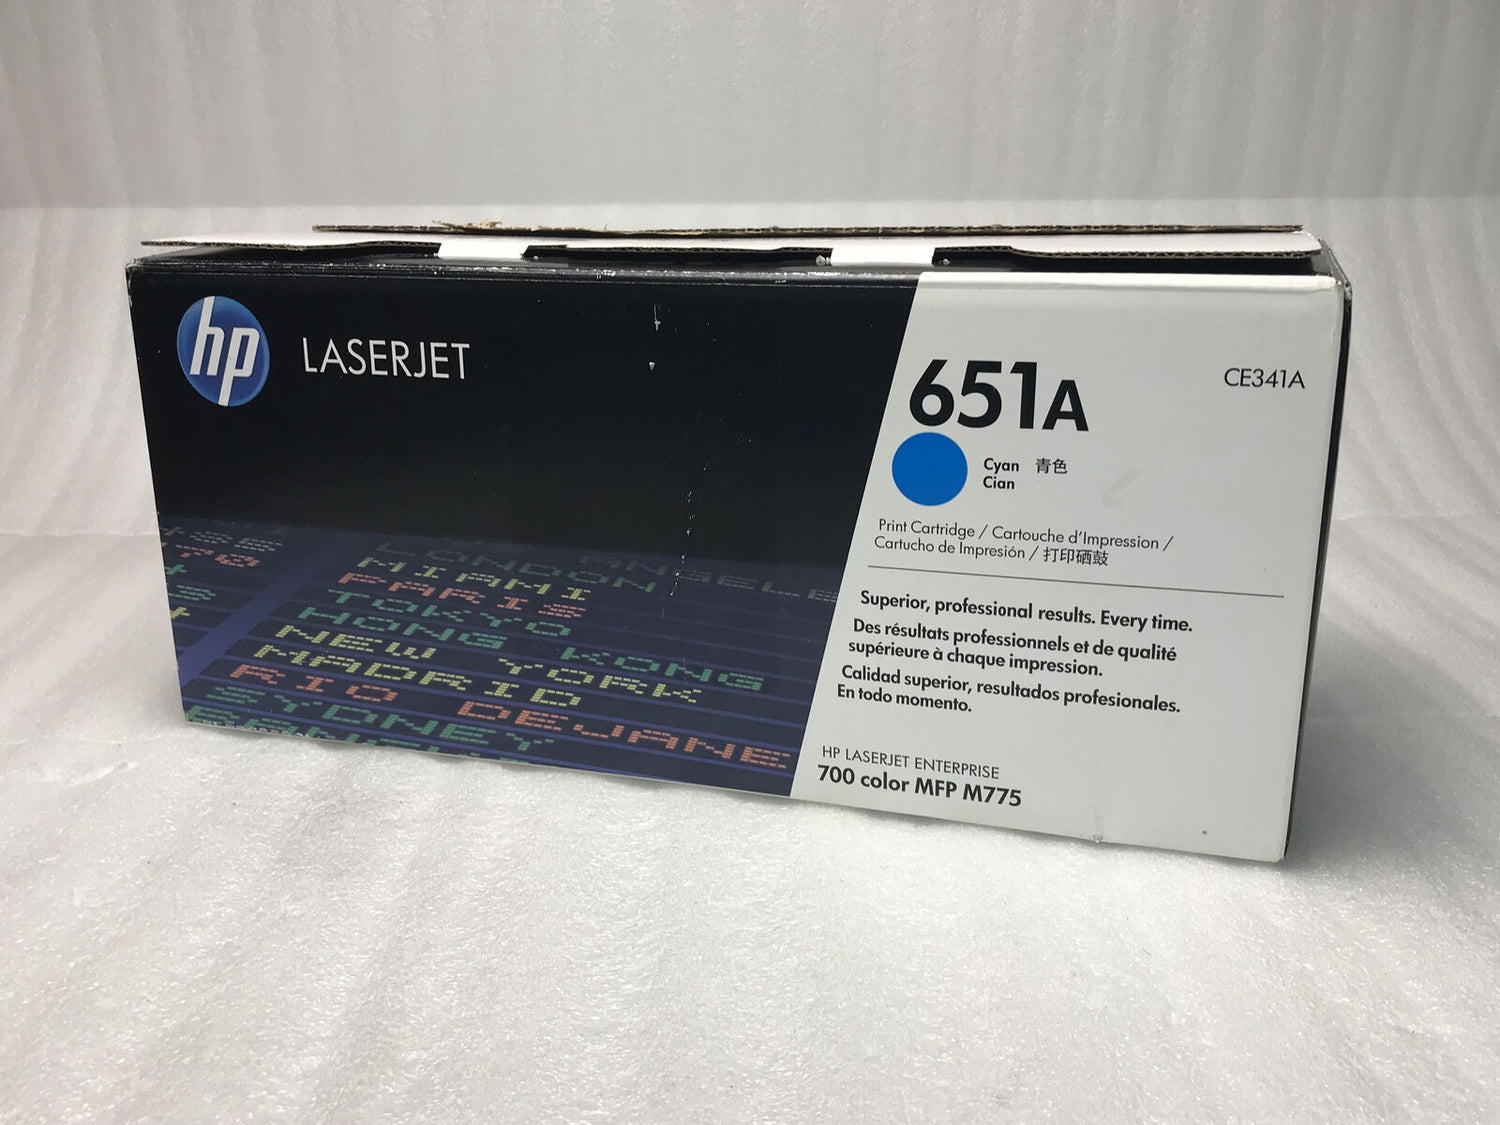 hp
LASERJET
651A
CE341A
Cyan 青色
Cian
Print Cartridge / Cartouche d'Impression /
Cartucho de Impresión / 打印硒鼓
Superior, professional results. Every time.
Des résultats professionnels et de qualité
supérieure à chaque impression.
Calidad superior, resultados profesionales.
En todo momento.
HP LASERJET ENTERPRISE
700 color MFP M775
LONDON
MIAMI
PARIS
TOKYO
HONG KONG
NEW YORK
MADRID
RIO DEJANE
SYDNEY